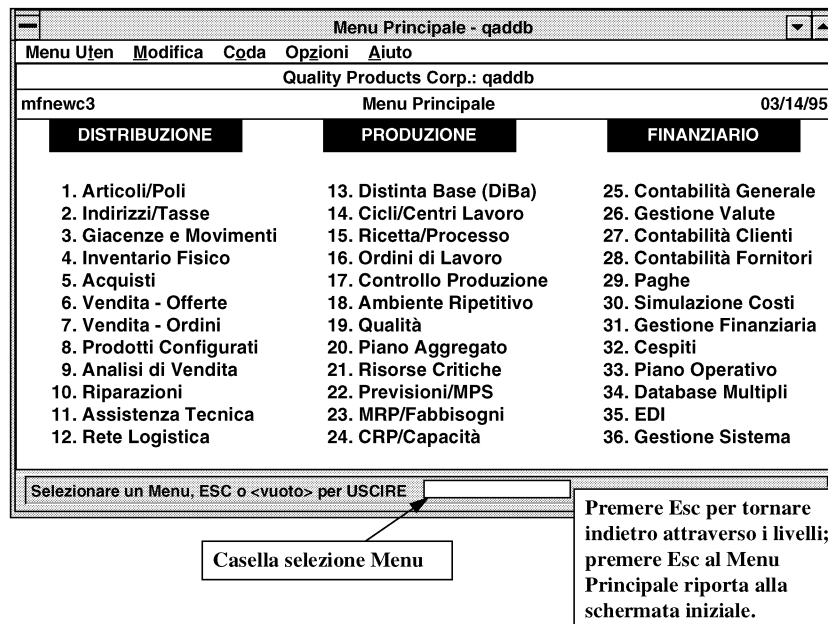 Menu Principale - qaddb
Menu Uten Modifica Coda Opzioni Aiuto
Quality Products Corp.: qaddb
mfnewc3 Menu Principale 03/14/95
DISTRIBUZIONE PRODUZIONE FINANZIARIO
1. Articoli/Poli 13. Distinta Base (DiBa) 25. Contabilità Generale
2. Indirizzi/Tasse 14. Cicli/Centri Lavoro 26. Gestione Valute
3. Giacenze e Movimenti 15. Ricetta/Processo 27. Contabilità Clienti
4. Inventario Fisico 16. Ordini di Lavoro 28. Contabilità Fornitori
5. Acquisti 17. Controllo Produzione 29. Paghe
6. Vendita - Offerte 18. Ambiente Ripetitivo 30. Simulazione Costi
7. Vendita - Ordini 19. Qualità 31. Gestione Finanziaria
8. Prodotti Configurati 20. Piano Aggregato 32. Cespiti
9. Analisi di Vendita 21. Risorse Critiche 33. Piano Operativo
10. Riparazioni 22. Previsioni/MPS 34. Database Multipli
11. Assistenza Tecnica 23. MRP/Fabbisogni 35. EDI
12. Rete Logistica 24. CRP/Capacità 36. Gestione Sistema
Selezionare un Menu, ESC o <vuoto> per USCIRE
Casella selezione Menu
Premere Esc per tornare
indietro attraverso i livelli;
premere Esc al Menu
Principale riporta alla
schermata iniziale.